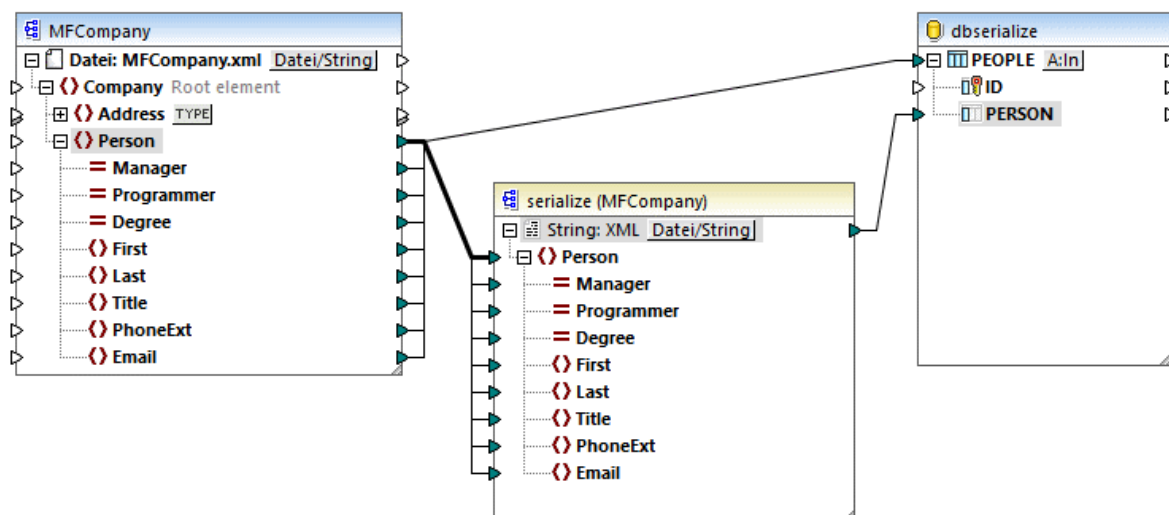 MFCompany
Datei: MFCompany.xml Datei/String
Company Root element
Address TYPE
Person
Manager
Programmer
Degree
First
Last
Title
PhoneExt
Email
serialize (MFCompany)
String: XML Datei/String
Person
Manager
Programmer
Degree
First
Last
Title
PhoneExt
Email
dbserialize
PEOPLE A:In
ID
PERSON